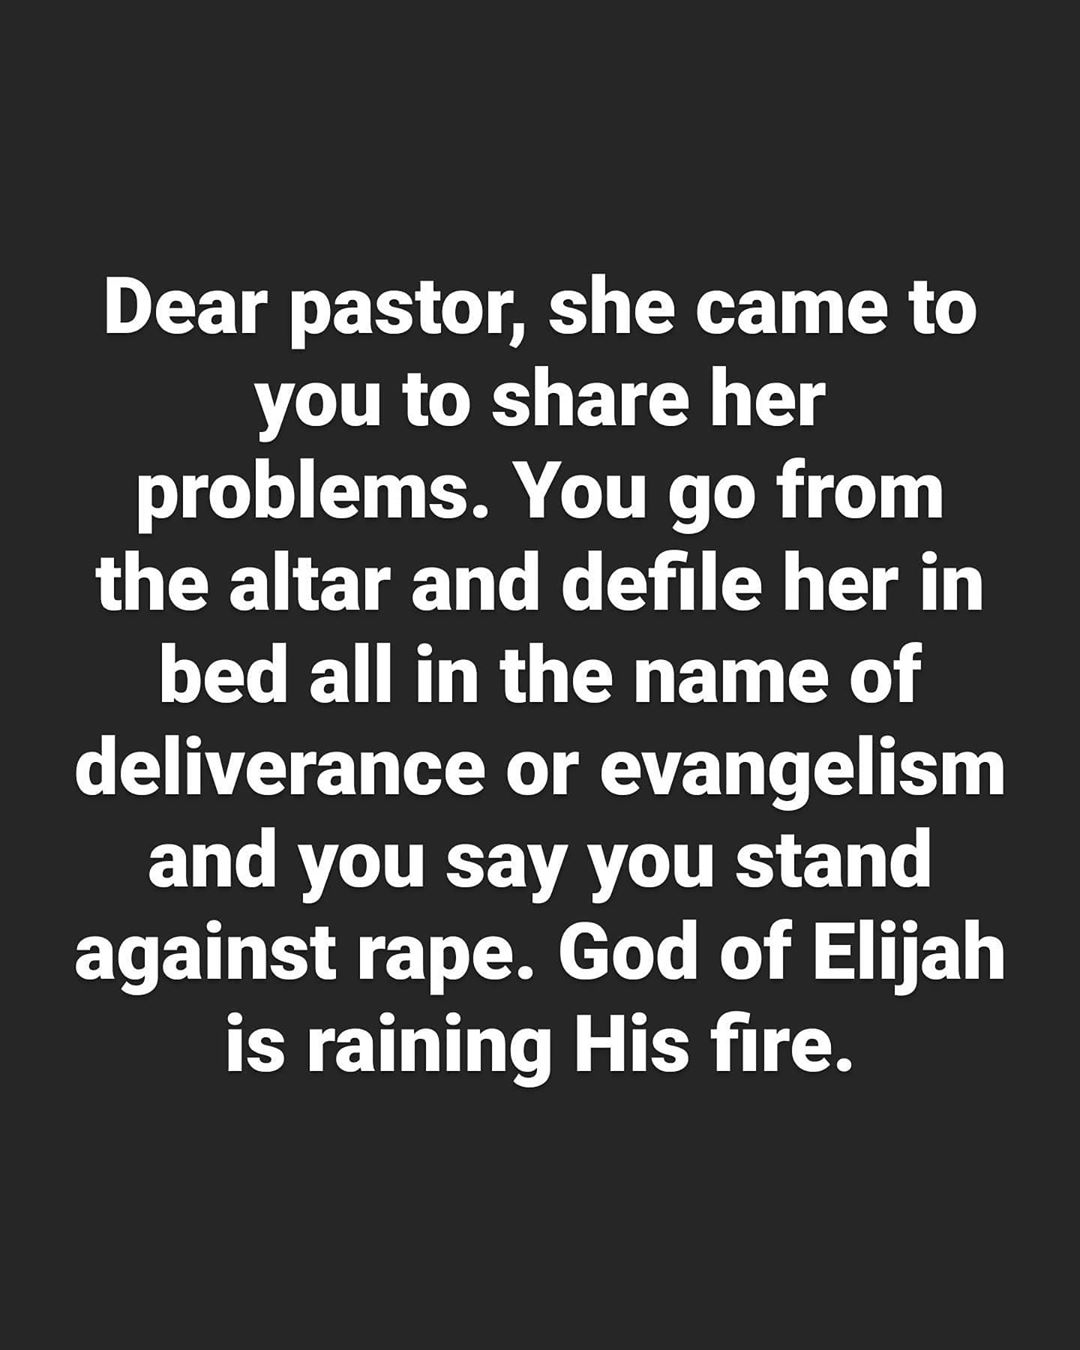 Dear pastor, she came to
you to share her
problems. You go from
the altar and defile her in
bed all in the name of
deliverance or evangelism
and you say you stand
against rape. God of Elijah
is raining His fire.